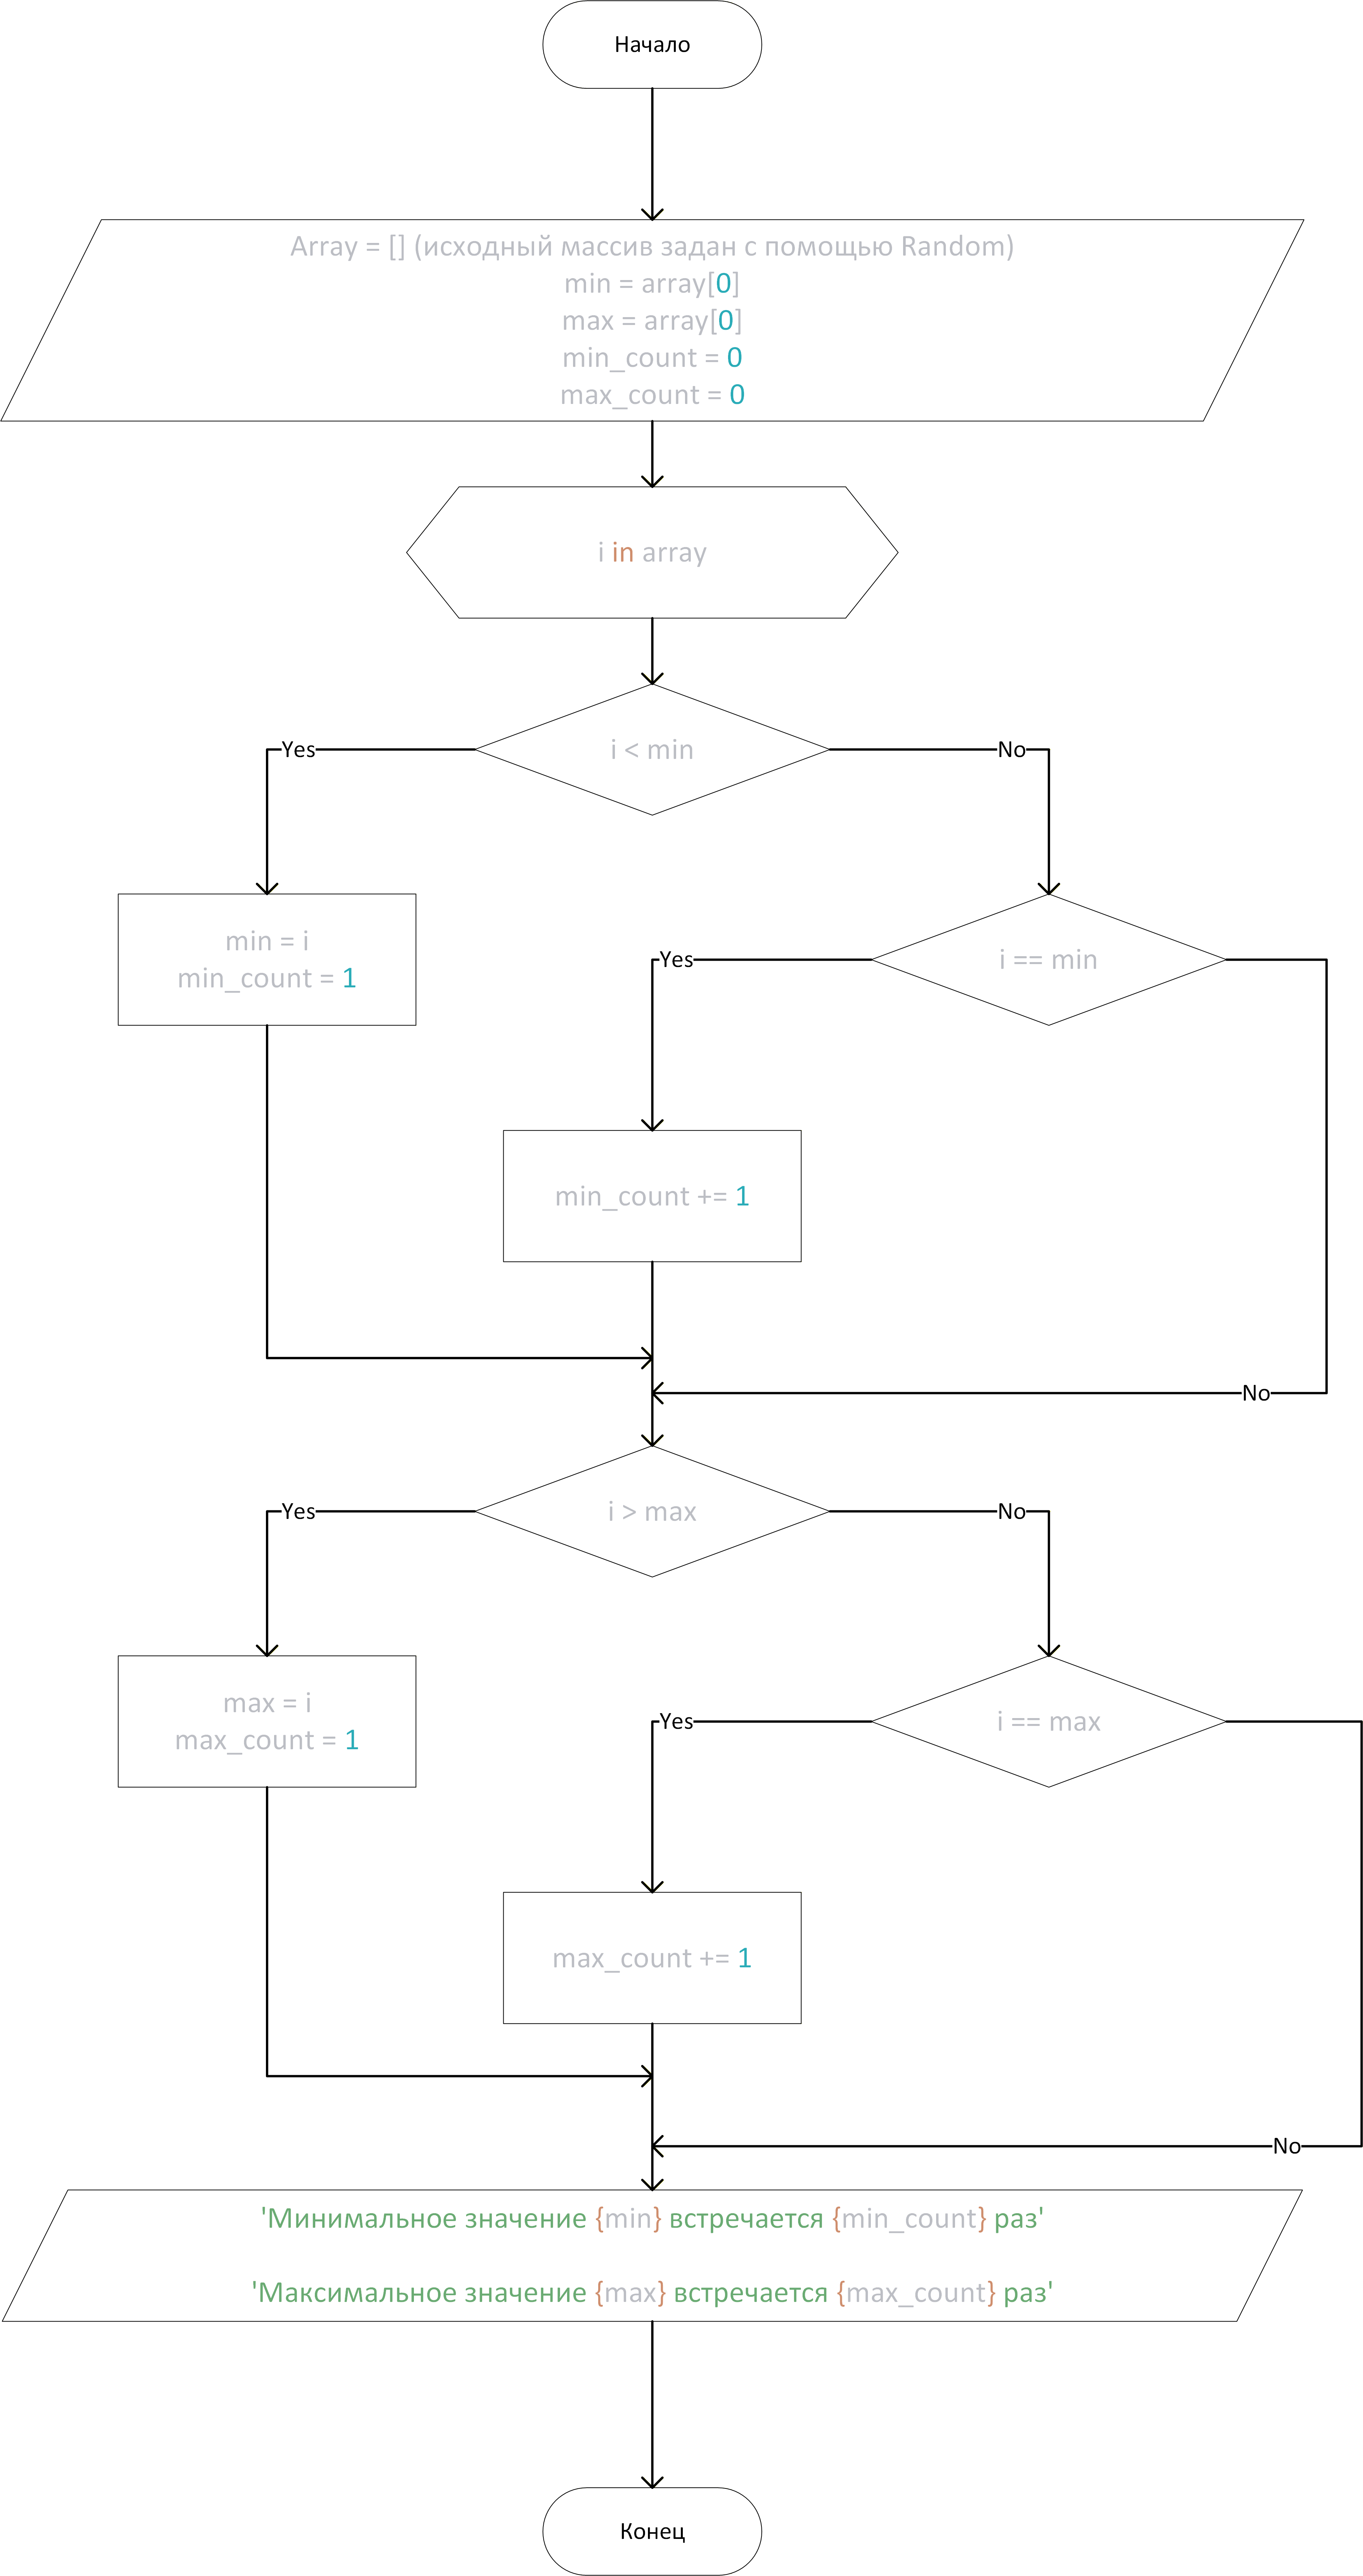 Начало
Array = [] (исходный массив задан с помощью Random)
min = array[0]
max = array[0]
min_count = 0
max_count = 0
i in array
i < min
Yes
No
min = i
min_count = 1
i == min
Yes
min_count += 1
No
i > max
Yes
No
max = i
max_count = 1
i == max
Yes
max_count += 1
No
'Минимальное значение {min} встречается {min_count} раз'
'Максимальное значение {max} встречается {max_count} раз'
Конец